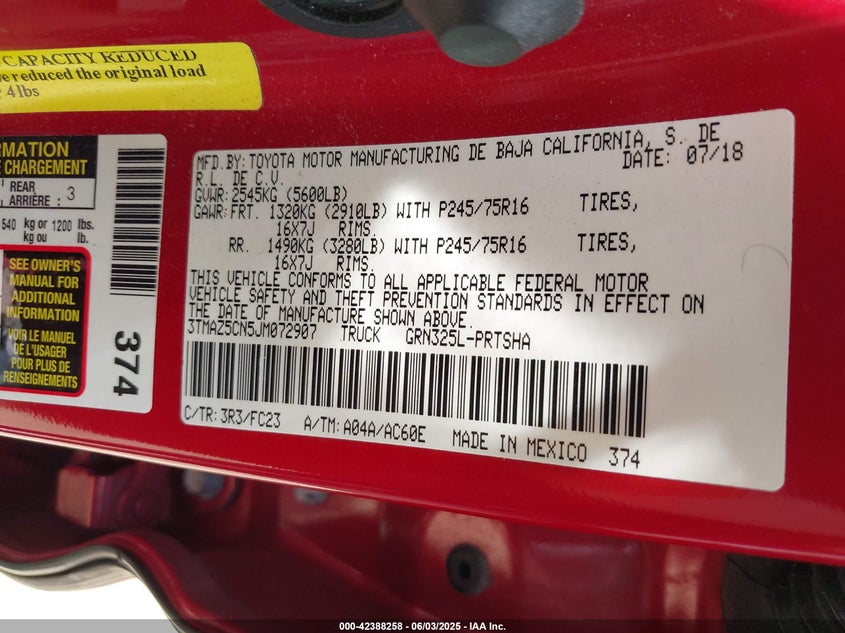 CAPACITY REDUCED
reduced the original load
4lbs
RMATION
E CHARGEMENT
REAR
ARRIÈRE : 3
540 kg or 1200 lbs.
kg ou lb.
SEE OWNER'S
MANUAL FOR
ADDITIONAL
INFORMATION
VOIR LE MANUEL
DE L'USAGER
POUR PLUS DE
RENSEIGNEMENTS
374
MFD. BY: TOYOTA MOTOR MANUFACTURING DE BAJA CALIFORNIA, S. DE
R.L. DE C.V. DATE: 07/18
GVWR: 2545KG (5600LB)
GAWR: FRT. 1320KG (2910LB) WITH P245/75R16 TIRES,
16X7J RIMS.
RR. 1490KG (3280LB) WITH P245/75R16 TIRES,
16X7J RIMS.
THIS VEHICLE CONFORMS TO ALL APPLICABLE FEDERAL MOTOR
VEHICLE SAFETY AND THEFT PREVENTION STANDARDS IN EFFECT ON
THE DATE OF MANUFACTURE SHOWN ABOVE.
3TMAZ5CN5JM072907 TRUCK GRN325L-PRTSHA
C/TR: 3R3/FC23 A/TM: A04A/AC60E MADE IN MEXICO 374
000-42388258 - 06/03/2025 - IAA Inc.